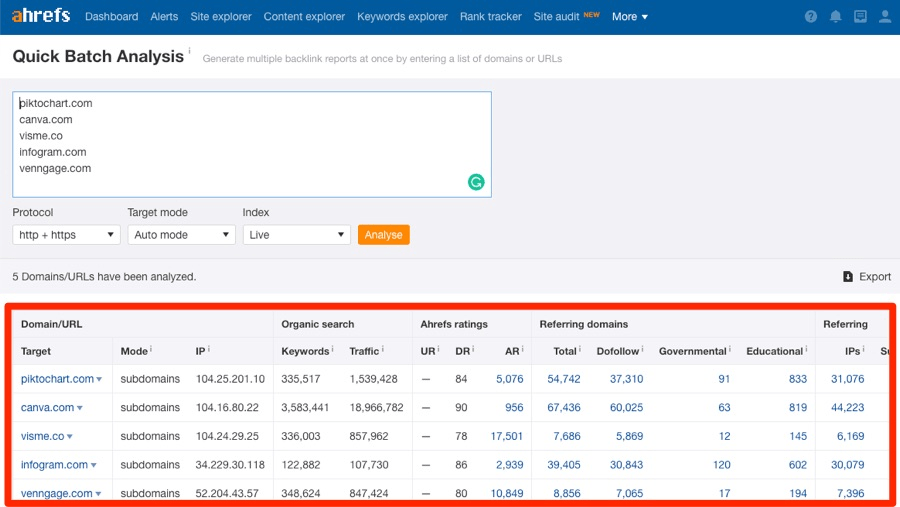 ahrefs Dashboard Alerts Site explorer Content explorer Keywords explorer Rank tracker Site audit NEW More
Quick Batch Analysis i Generate multiple backlink reports at once by entering a list of domains or URLs
piktochart.com
canva.com
visme.co
infogram.com
venngage.com
Protocol Target mode Index
http + https Auto mode Live Analyse
5 Domains/URLs have been analyzed. Export
Domain/URL Organic search Ahrefs ratings Referring domains Referring
Target Mode i IP i Keywords i Traffic i UR i DR i AR i Total i Dofollow i Governmental i Educational i IPs i
piktochart.com subdomains 104.25.201.10 335,517 1,539,428 — 84 5,076 54,742 37,310 91 833 31,076
canva.com subdomains 104.16.80.22 3,583,441 18,966,782 — 90 956 67,436 60,025 63 819 44,223
visme.co subdomains 104.24.29.25 336,003 857,962 — 78 17,501 7,686 5,869 12 145 6,169
infogram.com subdomains 34.229.30.118 122,882 107,730 — 86 2,939 39,405 30,843 120 602 30,079
venngage.com subdomains 52.204.43.57 348,624 847,424 — 80 10,849 8,856 7,065 17 194 7,396